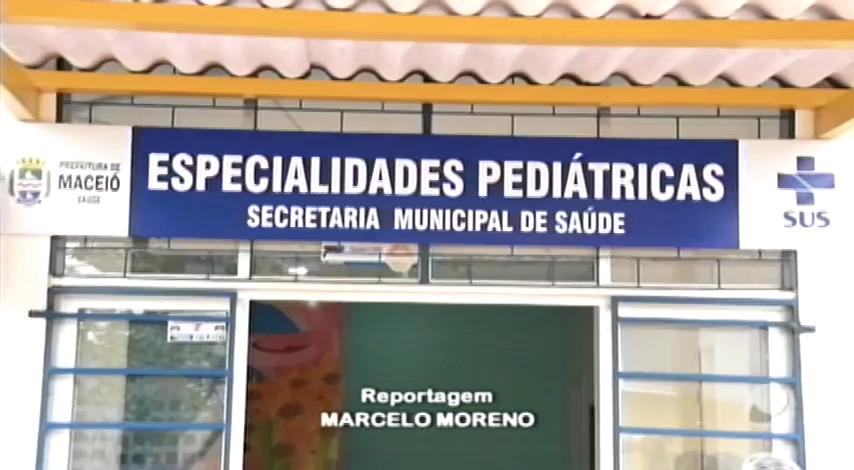 PREFEITURA DE
MACEIÓ
SAÚDE
ESPECIALIDADES PEDIÁTRICAS
SECRETARIA MUNICIPAL DE SAÚDE
SUS
Reportagem
MARCELO MORENO